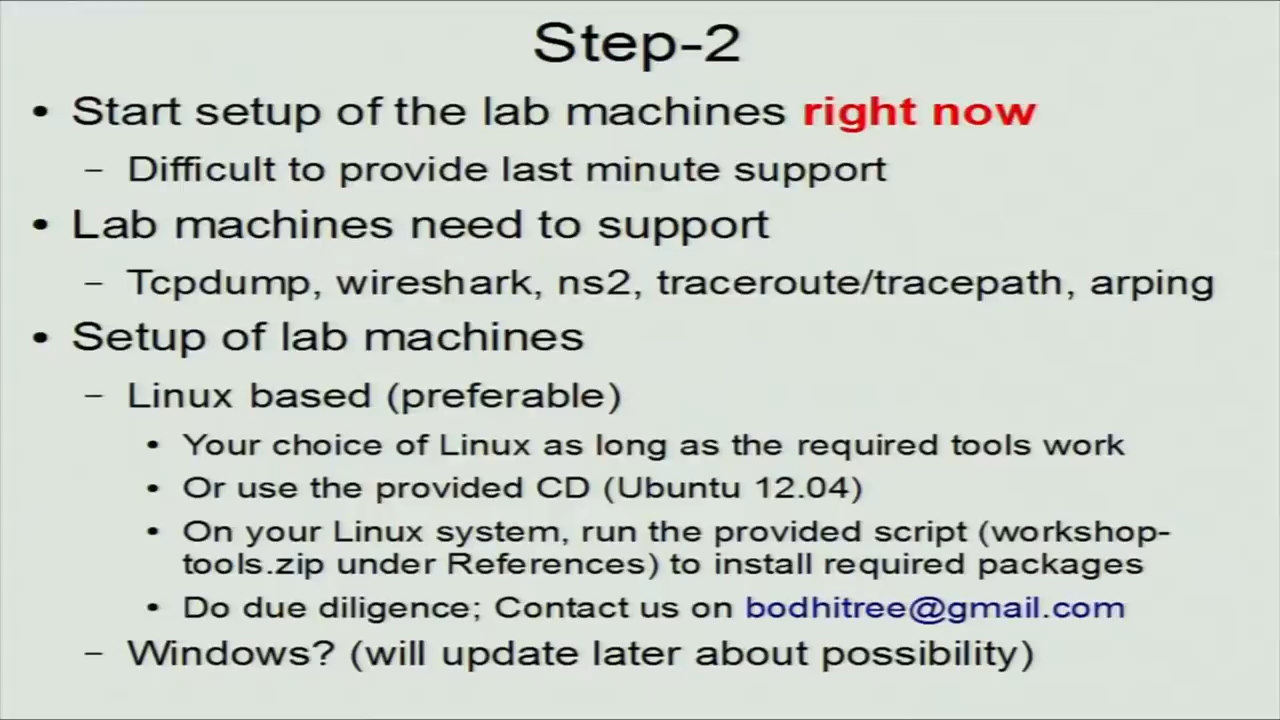 Step-2
• Start setup of the lab machines right now
– Difficult to provide last minute support
• Lab machines need to support
– Tcpdump, wireshark, ns2, traceroute/tracepath, arping
• Setup of lab machines
– Linux based (preferable)
• Your choice of Linux as long as the required tools work
• Or use the provided CD (Ubuntu 12.04)
• On your Linux system, run the provided script (workshop-
tools.zip under References) to install required packages
• Do due diligence; Contact us on bodhitree@gmail.com
– Windows? (will update later about possibility)